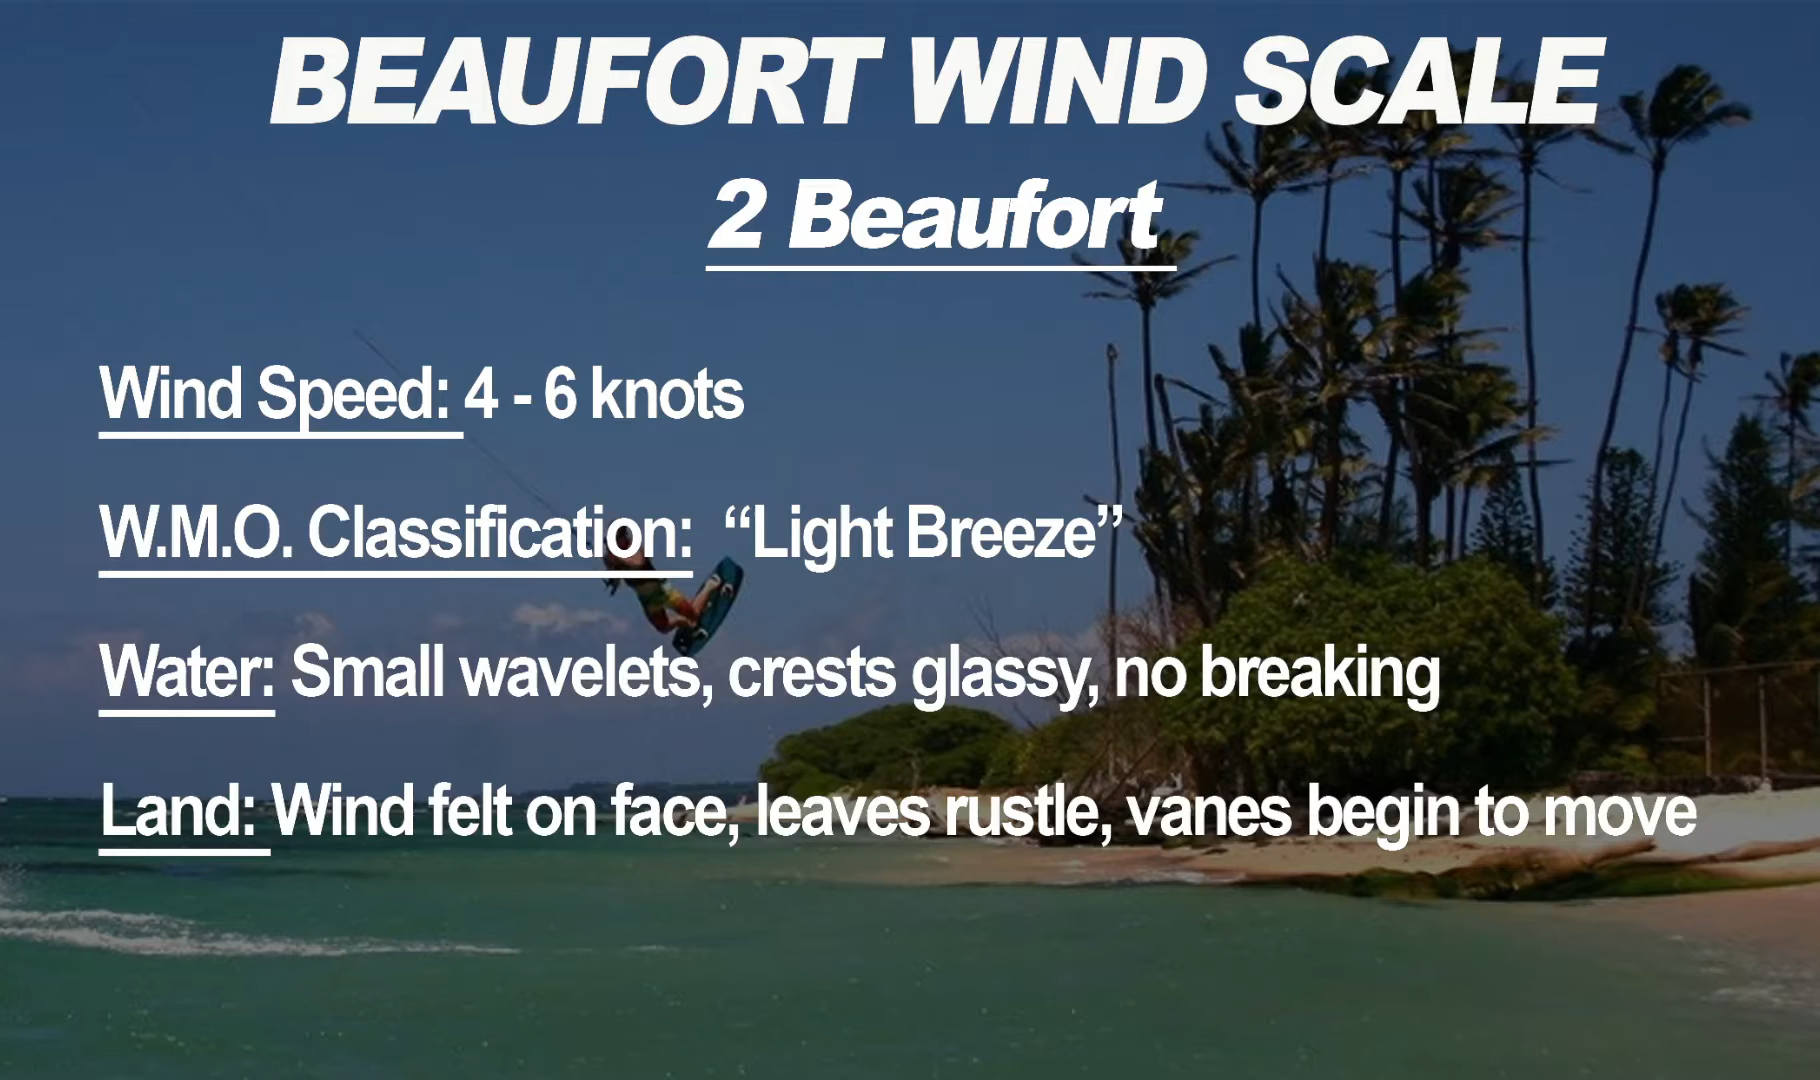 BEAUFORT WIND SCALE
2 Beaufort
Wind Speed: 4 - 6 knots
W.M.O. Classification:  “Light Breeze”
Water: Small wavelets, crests glassy, no breaking
Land: Wind felt on face, leaves rustle, vanes begin to move